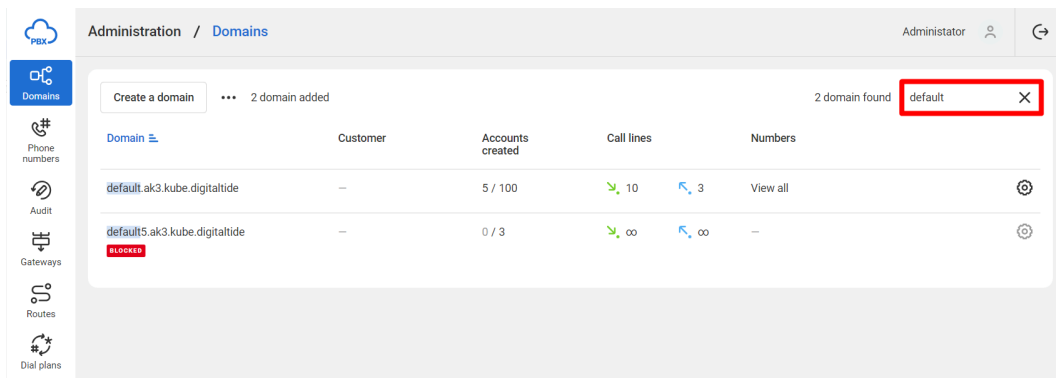 PBX
Administration / Domains
Administator
Domains
Phone numbers
Audit
Gateways
Routes
Dial plans
Create a domain ••• 2 domain added
2 domain found default
Domain Customer Accounts created Call lines Numbers
default.ak3.kube.digitaltide — 5 / 100 10 3 View all
default5.ak3.kube.digitaltide — 0 / 3 ∞ ∞ —
BLOCKED